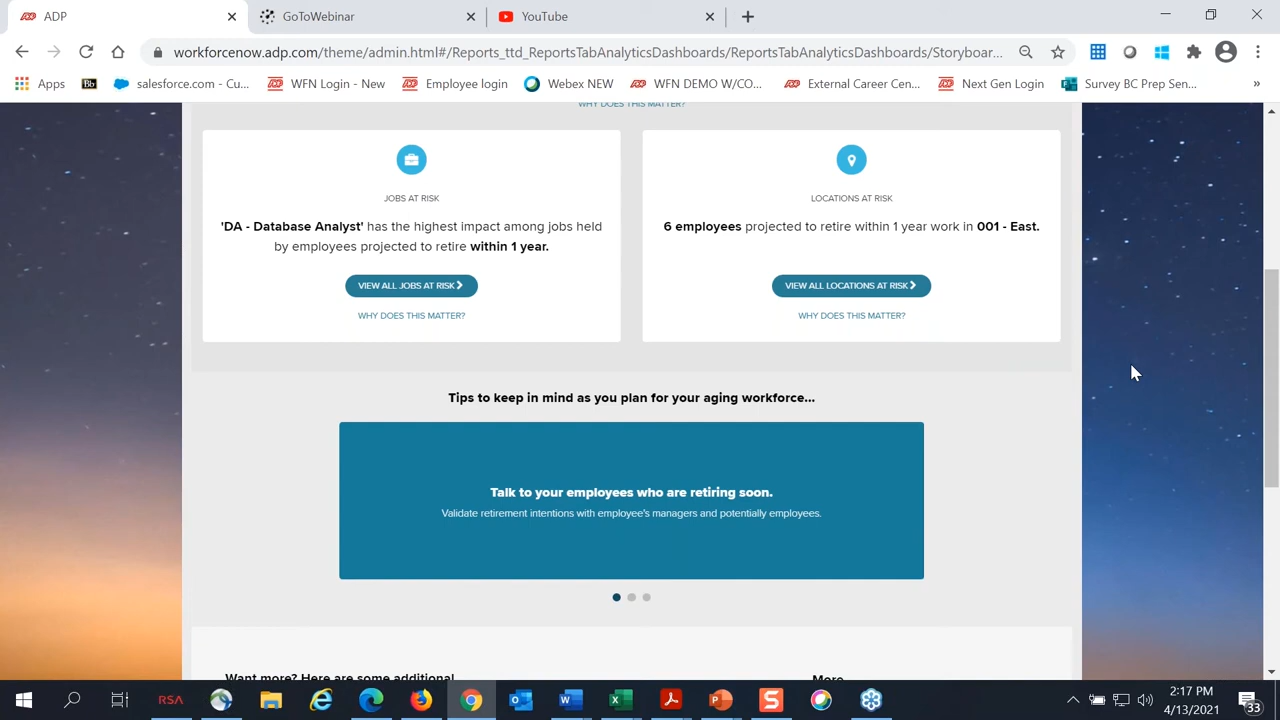 ADP
GoToWebinar
YouTube
workforcenow.adp.com/theme/admin.html#/Reports_ttd_ReportsTabAnalyticsDashboards/ReportsTabAnalyticsDashboards/Storyboar...
Apps
Bb
salesforce.com - Cu...
WFN Login - New
Employee login
Webex NEW
WFN DEMO W/CO...
External Career Cen...
Next Gen Login
Survey BC Prep Sen...
»
WHY DOES THIS MATTER?
JOBS AT RISK
'DA - Database Analyst' has the highest impact among jobs held
by employees projected to retire within 1 year.
VIEW ALL JOBS AT RISK
WHY DOES THIS MATTER?
LOCATIONS AT RISK
6 employees projected to retire within 1 year work in 001 - East.
VIEW ALL LOCATIONS AT RISK
WHY DOES THIS MATTER?
Tips to keep in mind as you plan for your aging workforce...
Talk to your employees who are retiring soon.
Validate retirement intentions with employee's managers and potentially employees.
Want more? Here are some additional
More
RSA
2:17 PM
4/13/2021
33